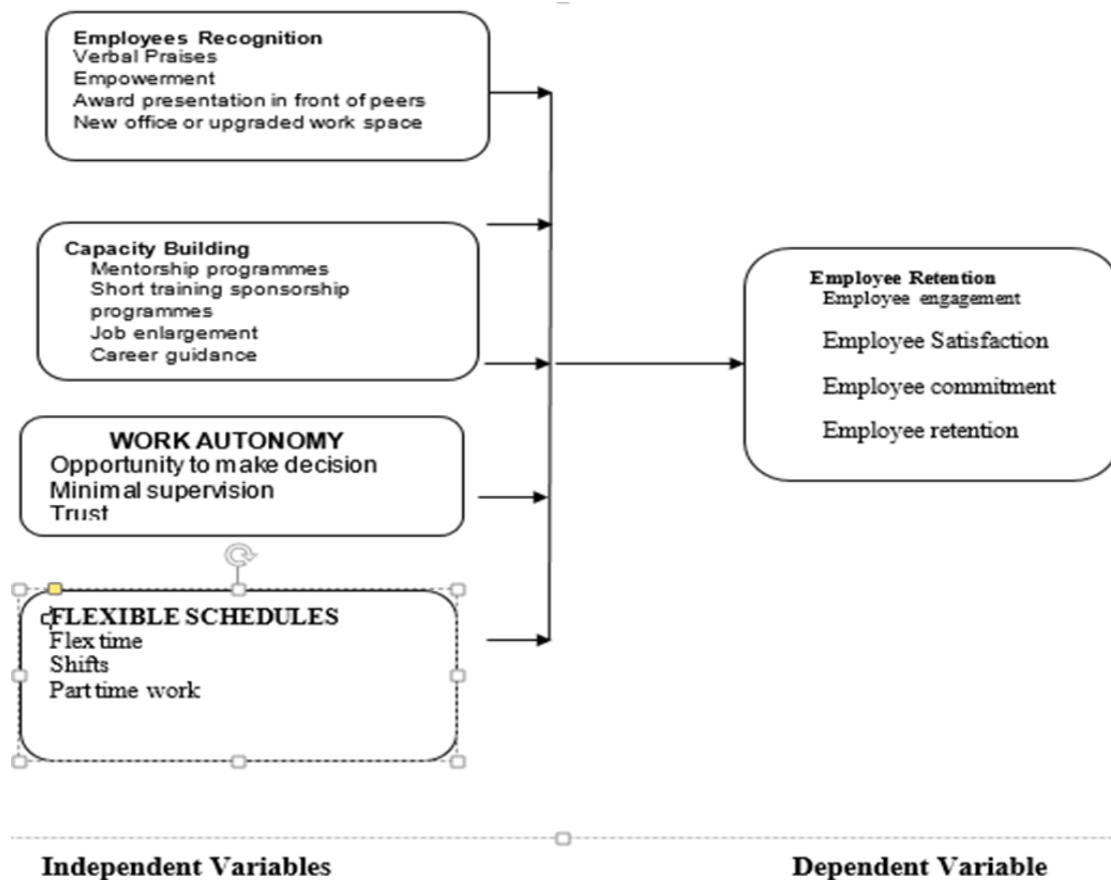 Employees Recognition
Verbal Praises
Empowerment
Award presentation in front of peers
New office or upgraded work space
Capacity Building
Mentorship programmes
Short training sponsorship
programmes
Job enlargement
Career guidance
WORK AUTONOMY
Opportunity to make decision
Minimal supervision
Trust
FLEXIBLE SCHEDULES
Flex time
Shifts
Part time work
Employee Retention
Employee engagement
Employee Satisfaction
Employee commitment
Employee retention
Independent Variables
Dependent Variable